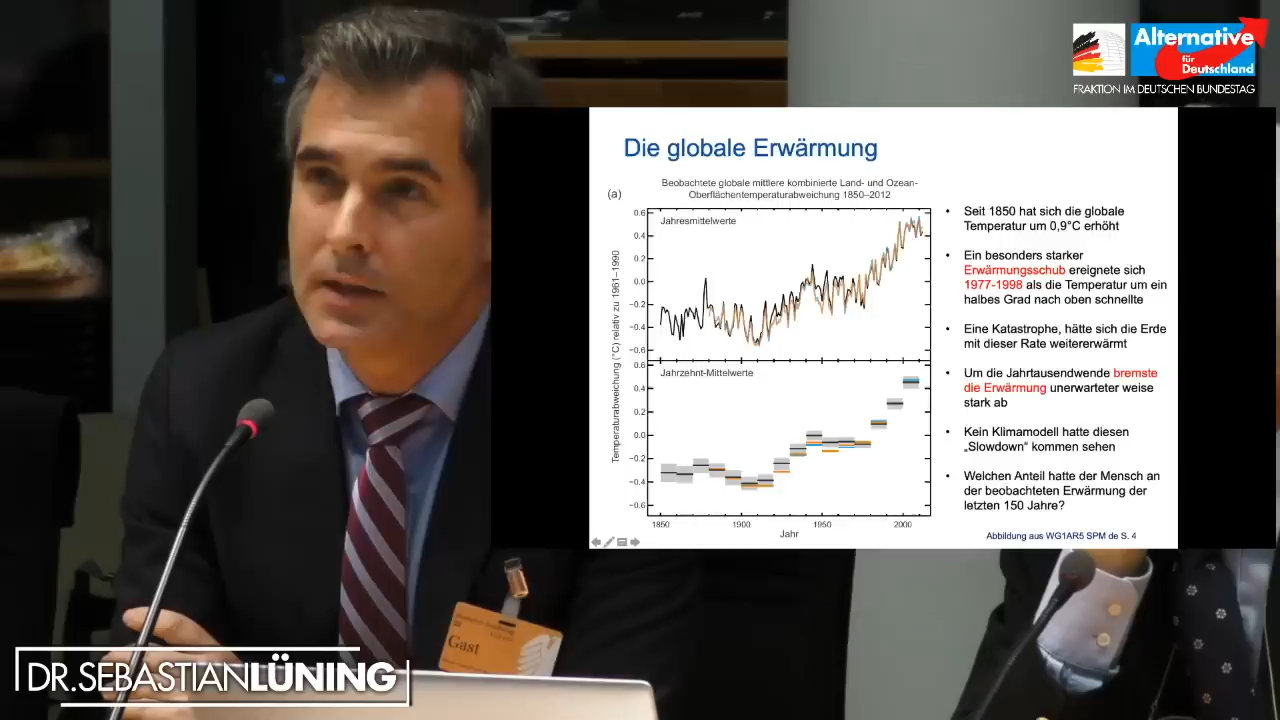 Alternative
für
Deutschland
FRAKTION IM DEUTSCHEN BUNDESTAG
Die globale Erwärmung
Beobachtete globale mittlere kombinierte Land- und Ozean-
Oberflächentemperaturabweichung 1850–2012
(a)
Jahresmittelwerte
0.6
0.4
0.2
0.0
−0.2
−0.4
−0.6
Temperaturabweichung (°C) relativ zu 1961–1990
Jahrzehnt-Mittelwerte
0.6
0.4
0.2
0.0
−0.2
−0.4
−0.6
1850
1900
1950
2000
Jahr
• Seit 1850 hat sich die globale
Temperatur um 0,9°C erhöht
• Ein besonders starker
Erwärmungsschub ereignete sich
1977-1998 als die Temperatur um ein
halbes Grad nach oben schnellte
• Eine Katastrophe, hätte sich die Erde
mit dieser Rate weitererwärmt
• Um die Jahrtausendwende bremste
die Erwärmung unerwarteter weise
stark ab
• Kein Klimamodell hatte diesen
„Slowdown“ kommen sehen
• Welchen Anteil hatte der Mensch an
der beobachteten Erwärmung der
letzten 150 Jahre?
Abbildung aus WG1AR5 SPM de S. 4
Gast
DR.SEBASTIANLÜNING